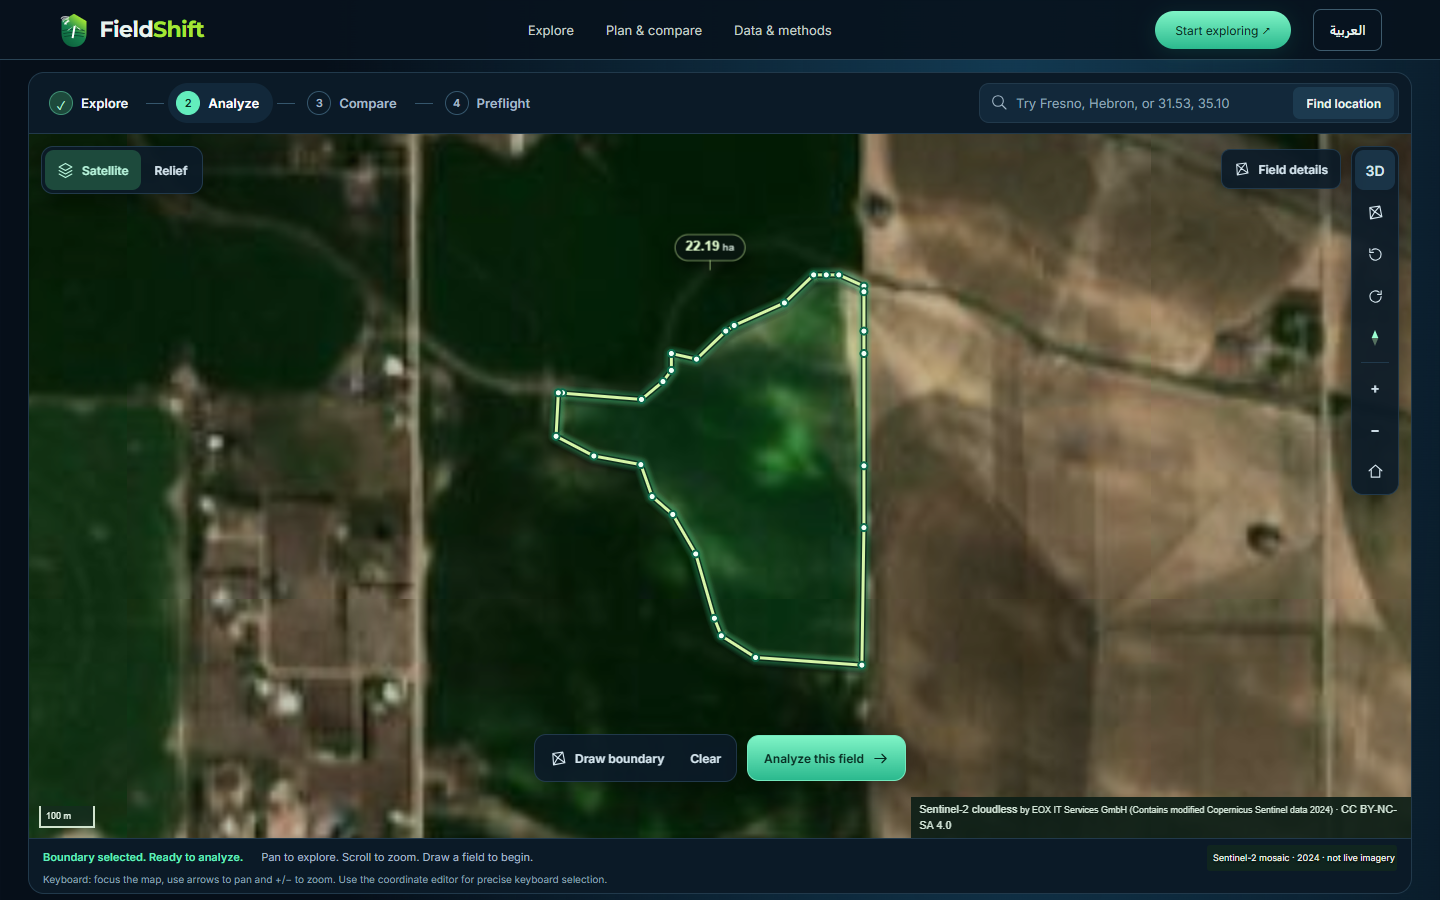 FieldShift
Explore
Plan & compare
Data & methods
Start exploring ↗
العربية
✓ Explore
2 Analyze
3 Compare
4 Preflight
Try Fresno, Hebron, or 31.53, 35.10
Find location
Satellite
Relief
Field details
3D
22.19 ha
+
−
Draw boundary
Clear
Analyze this field →
100 m
Sentinel-2 cloudless by EOX IT Services GmbH (Contains modified Copernicus Sentinel data 2024) · CC BY-NC-
SA 4.0
Boundary selected. Ready to analyze.
Pan to explore. Scroll to zoom. Draw a field to begin.
Sentinel-2 mosaic · 2024 · not live imagery
Keyboard: focus the map, use arrows to pan and +/− to zoom. Use the coordinate editor for precise keyboard selection.